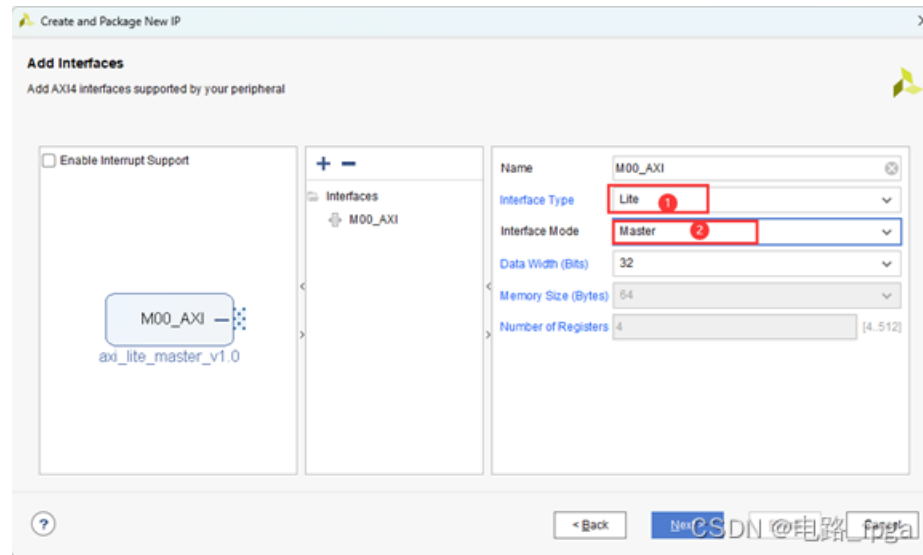 Create and Package New IP
Add Interfaces
Add AXI4 interfaces supported by your peripheral
Enable Interrupt Support
M00_AXI
axi_lite_master_v1.0
Interfaces
M00_AXI
Name M00_AXI
Interface Type Lite 1
Interface Mode Master 2
Data Width (Bits) 32
Memory Size (Bytes) 64
Number of Registers 4 [4..512]
? < Back Next Cancel
CSDN @电路_fpga